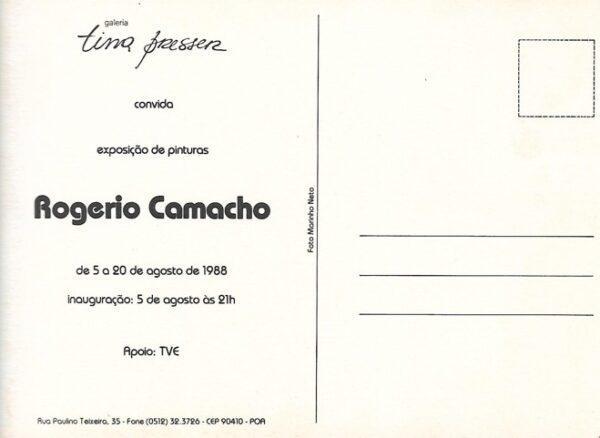 galeria
tina presser
convida
exposição de pinturas
Rogerio Camacho
de 5 a 20 de agosto de 1988
inauguração: 5 de agosto às 21h
Apoio: TVE
Rua Paulino Teixeira, 35 - Fone (0512) 32.3726 - CEP 90410 - POA
Foto Marinho Neto